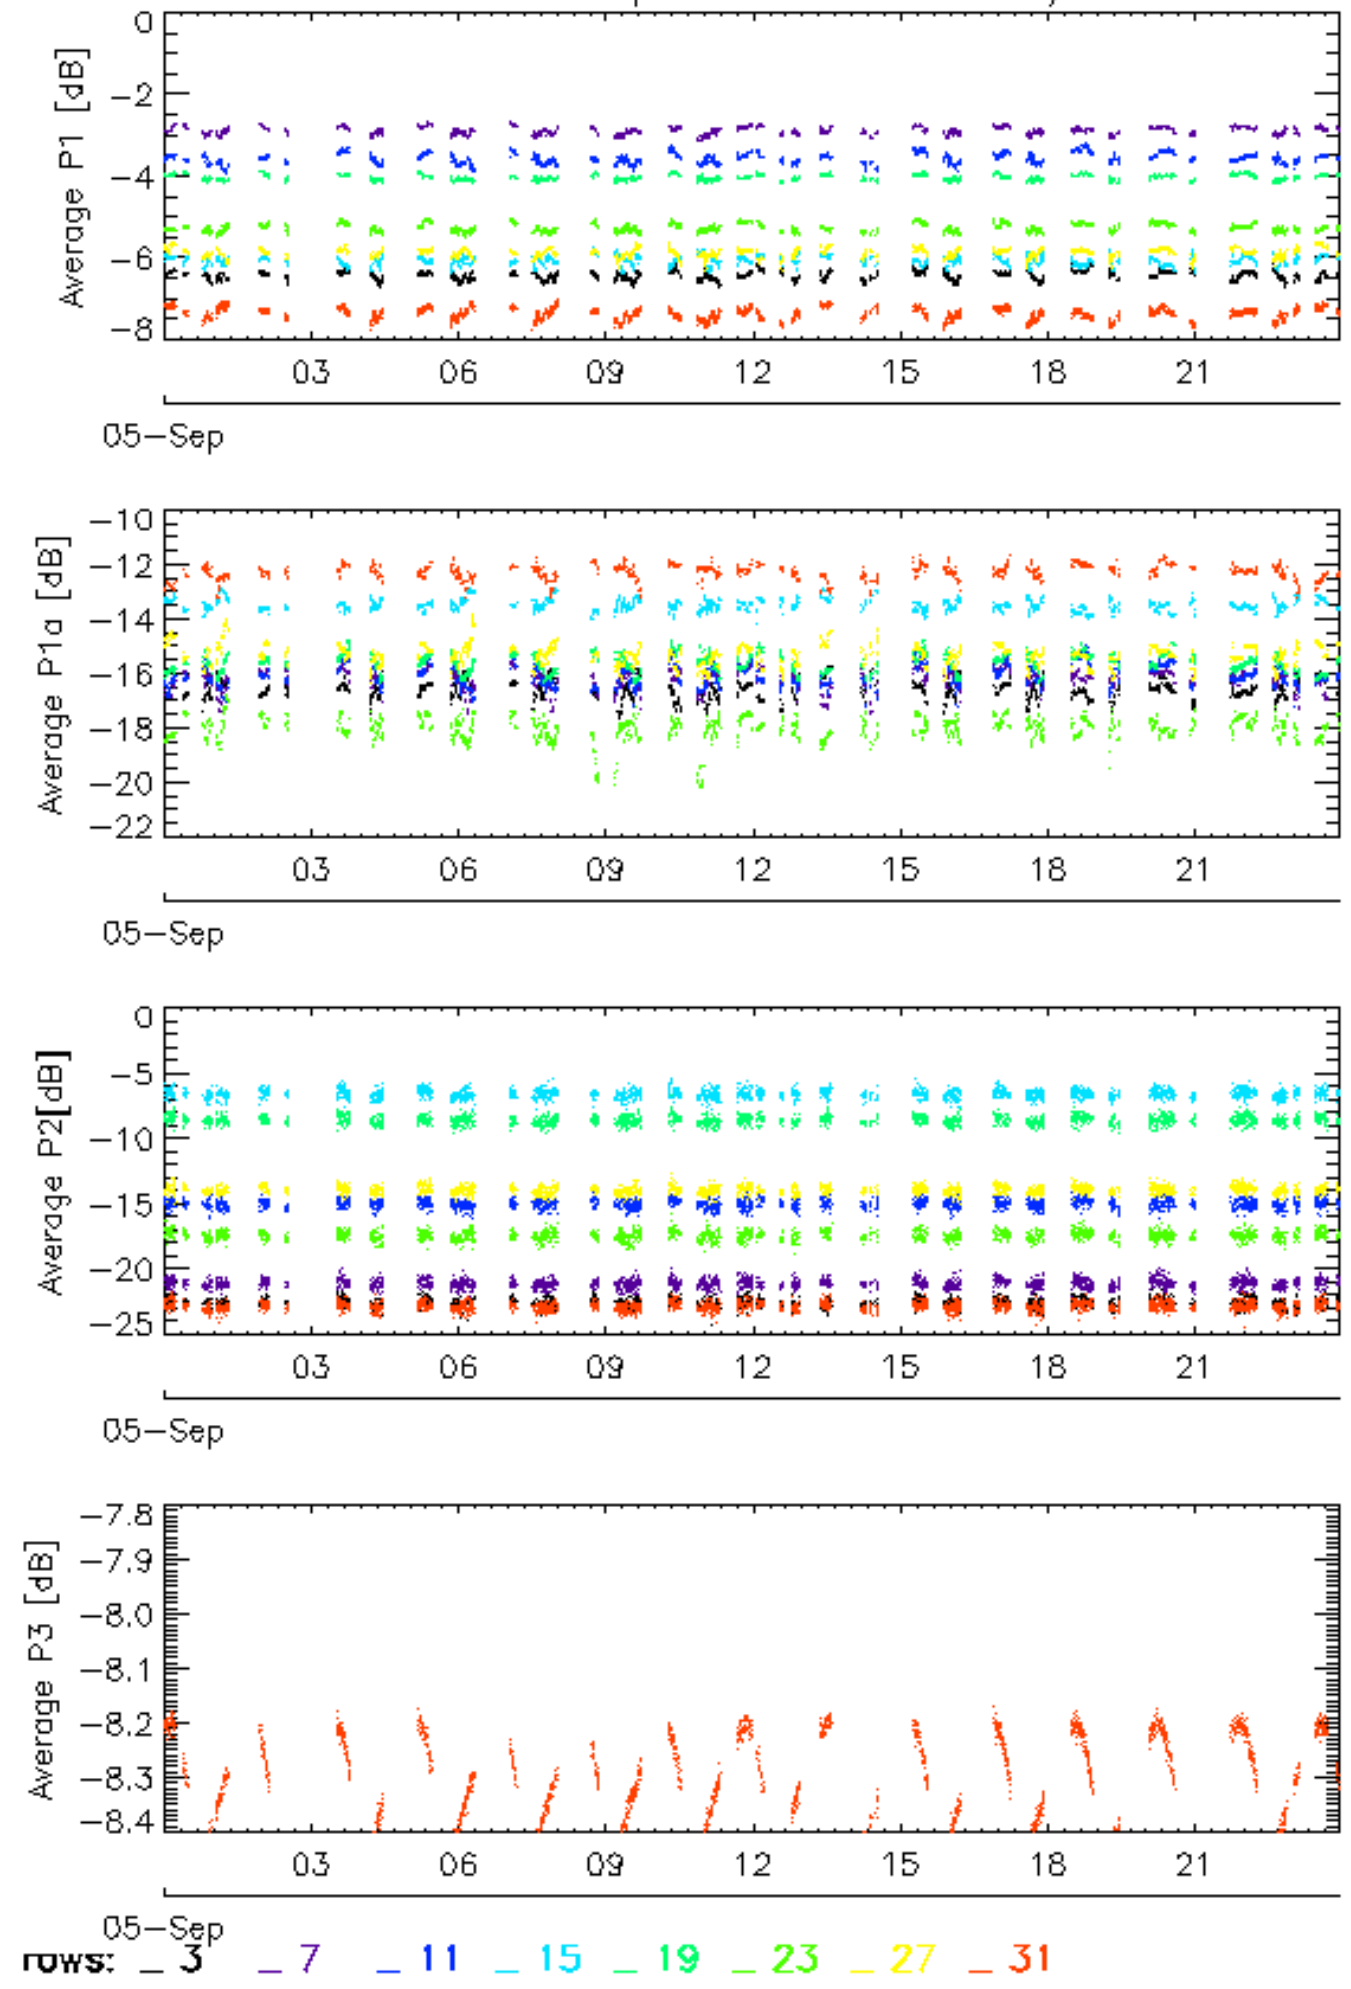 0
−2
−4
−6
−8
Average P1 [dB]
03 06 09 12 15 18 21
05−Sep
−10
−12
−14
−16
−18
−20
−22
Average P1a [dB]
03 06 09 12 15 18 21
05−Sep
0
−5
−10
−15
−20
−25
Average P2[dB]
03 06 09 12 15 18 21
05−Sep
−7.8
−7.9
−8.0
−8.1
−8.2
−8.3
−8.4
Average P3 [dB]
03 06 09 12 15 18 21
05−Sep
rows: _ 3 _ 7 _ 11 _ 15 _ 19 _ 23 _ 27 _ 31